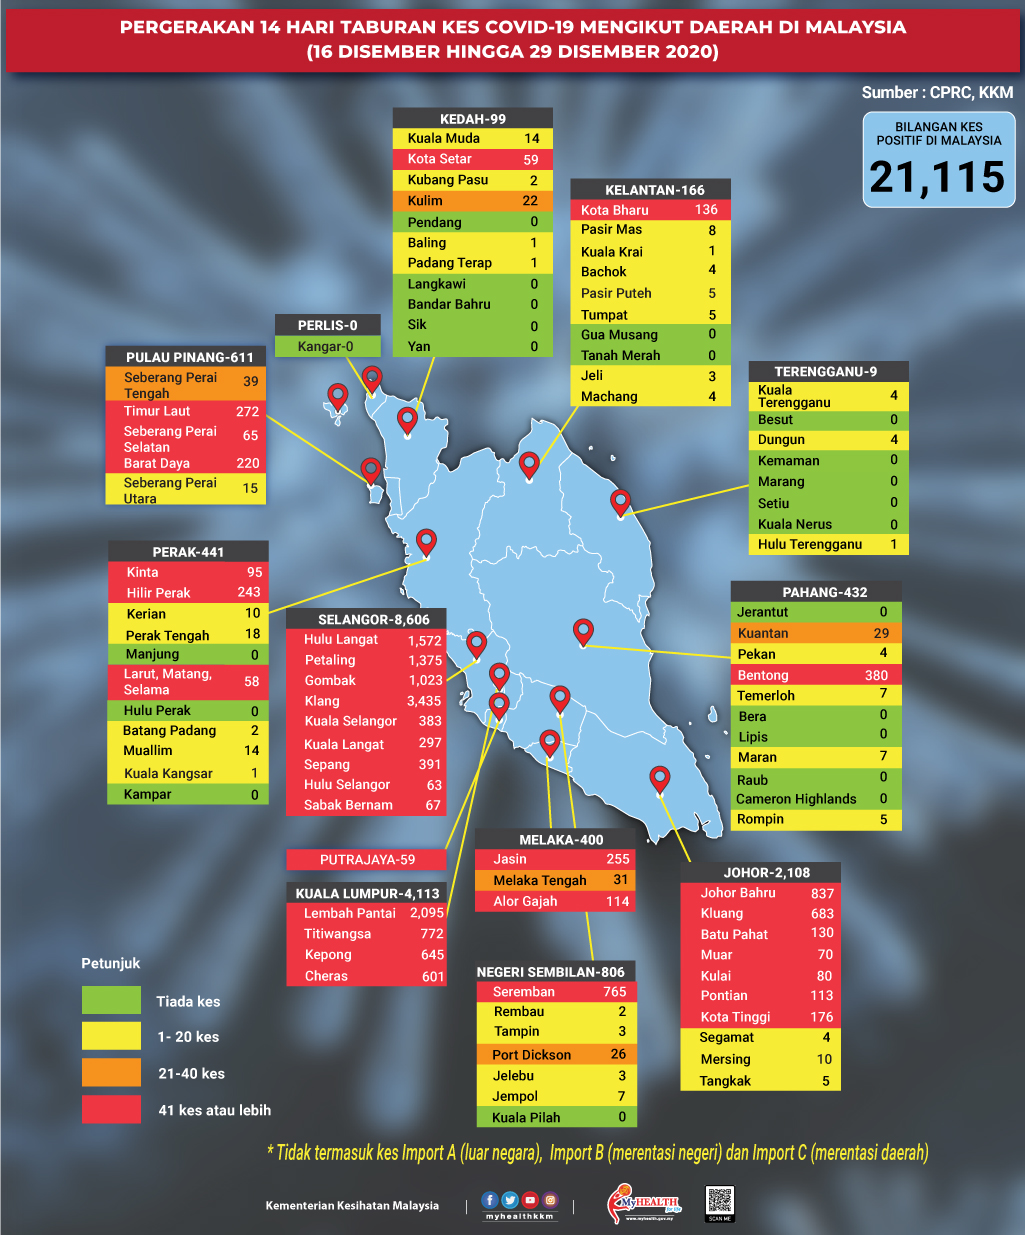 PERGERAKAN 14 HARI TABURAN KES COVID-19 MENGIKUT DAERAH DI MALAYSIA
(16 DISEMBER HINGGA 29 DISEMBER 2020)
Sumber : CPRC, KKM
BILANGAN KES
POSITIF DI MALAYSIA
21,115
KEDAH-99
Kuala Muda 14
Kota Setar 59
Kubang Pasu 2
Kulim 22
Pendang 0
Baling 1
Padang Terap 1
Langkawi 0
Bandar Bahru 0
Sik 0
Yan 0
KELANTAN-166
Kota Bharu 136
Pasir Mas 8
Kuala Krai 1
Bachok 4
Pasir Puteh 5
Tumpat 5
Gua Musang 0
Tanah Merah 0
Jeli 3
Machang 4
PERLIS-0
Kangar-0
PULAU PINANG-611
Seberang Perai
Tengah 39
Timur Laut 272
Seberang Perai
Selatan 65
Barat Daya 220
Seberang Perai
Utara 15
TERENGGANU-9
Kuala
Terengganu 4
Besut 0
Dungun 4
Kemaman 0
Marang 0
Setiu 0
Kuala Nerus 0
Hulu Terengganu 1
PERAK-441
Kinta 95
Hilir Perak 243
Kerian 10
Perak Tengah 18
Manjung 0
Larut, Matang,
Selama 58
Hulu Perak 0
Batang Padang 2
Muallim 14
Kuala Kangsar 1
Kampar 0
SELANGOR-8,606
Hulu Langat 1,572
Petaling 1,375
Gombak 1,023
Klang 3,435
Kuala Selangor 383
Kuala Langat 297
Sepang 391
Hulu Selangor 63
Sabak Bernam 67
PAHANG-432
Jerantut 0
Kuantan 29
Pekan 4
Bentong 380
Temerloh 7
Bera 0
Lipis 0
Maran 7
Raub 0
Cameron Highlands 0
Rompin 5
PUTRAJAYA-59
KUALA LUMPUR-4,113
Lembah Pantai 2,095
Titiwangsa 772
Kepong 645
Cheras 601
MELAKA-400
Jasin 255
Melaka Tengah 31
Alor Gajah 114
JOHOR-2,108
Johor Bahru 837
Kluang 683
Batu Pahat 130
Muar 70
Kulai 80
Pontian 113
Kota Tinggi 176
Segamat 4
Mersing 10
Tangkak 5
NEGERI SEMBILAN-806
Seremban 765
Rembau 2
Tampin 3
Port Dickson 26
Jelebu 3
Jempol 7
Kuala Pilah 0
Petunjuk
Tiada kes
1- 20 kes
21-40 kes
41 kes atau lebih
* Tidak termasuk kes Import A (luar negara), Import B (merentasi negeri) dan Import C (merentasi daerah)
Kementerian Kesihatan Malaysia
myhealthkkm
MyHEALTH
for life
www.myhealth.gov.my
SCAN ME